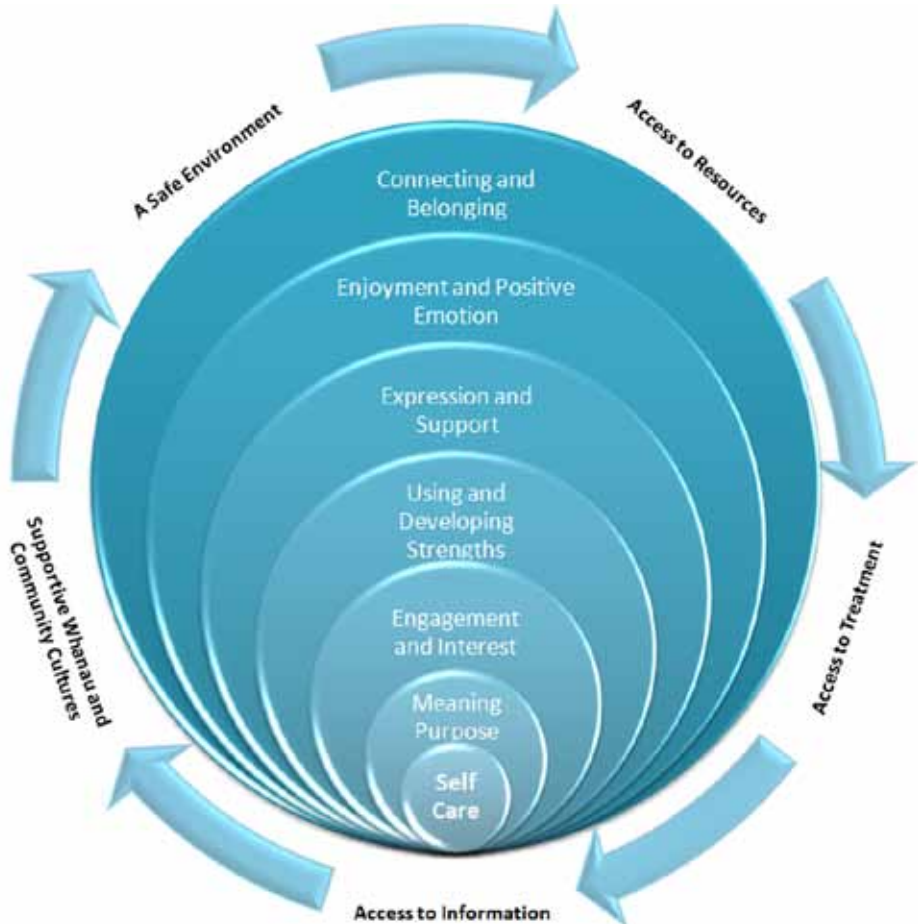 A Safe Environment
Access to Resources
Connecting and
Belonging
Enjoyment and Positive
Emotion
Expression and
Support
Using and
Developing
Strengths
Engagement
and Interest
Meaning
Purpose
Self
Care
Access to Treatment
Access to Information
Supportive Whanau and
Community Cultures